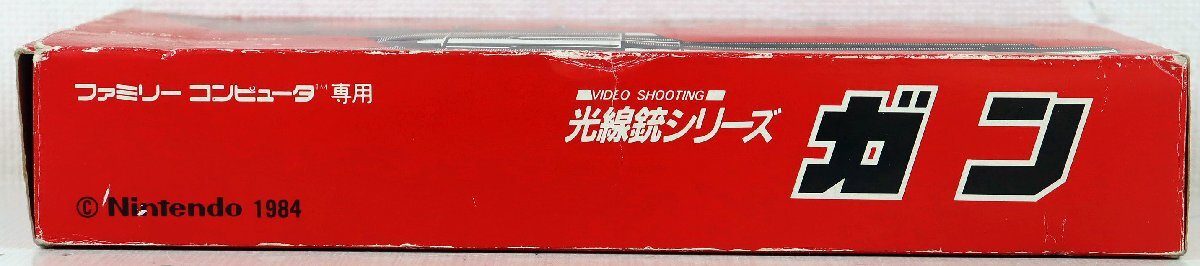 ファミリー コンピュータ™ 専用
VIDEO SHOOTING
光線銃シリーズ
ガン
© Nintendo 1984